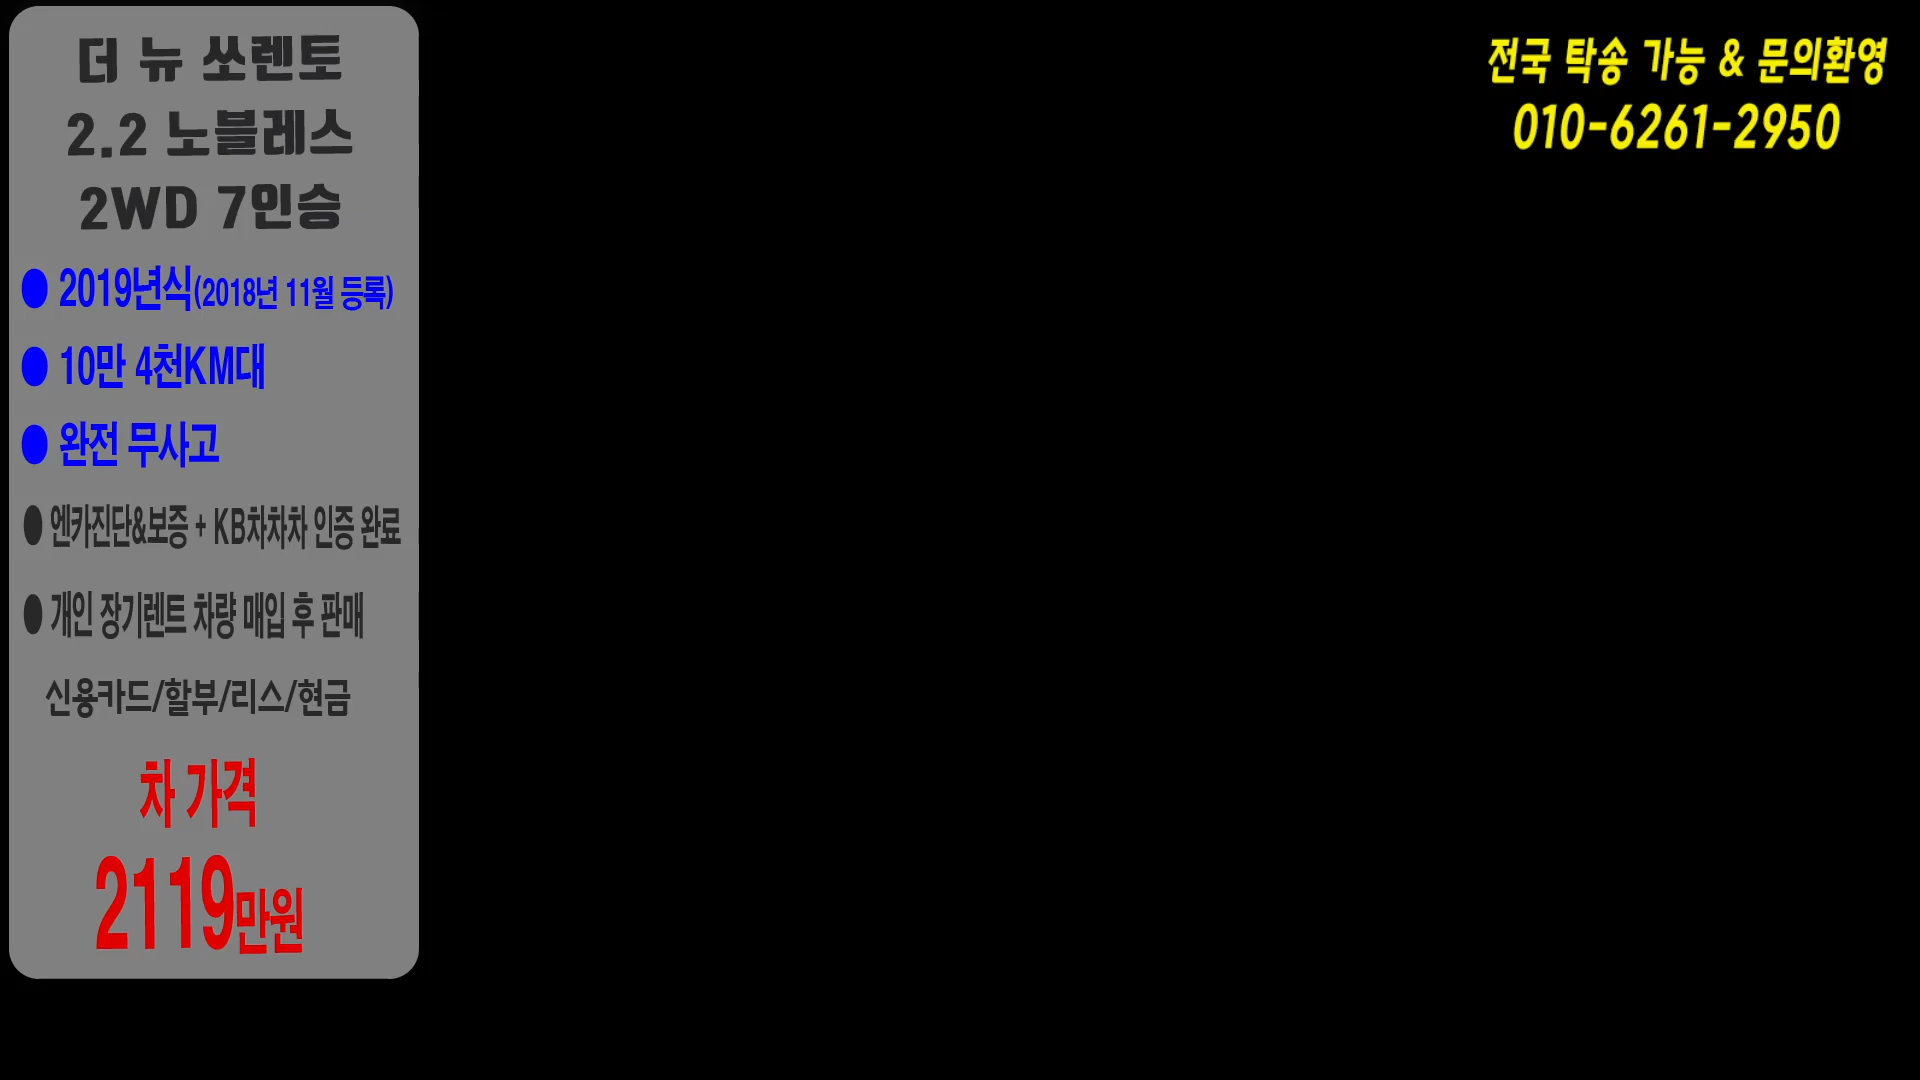 더 뉴 쏘렌토
2.2 노블레스
2WD 7인승
● 2019년식(2018년 11월 등록)
● 10만 4천KM대
● 완전 무사고
● 엔카진단&보증 + KB차차차 인증 완료
● 개인 장기렌트 차량 매입 후 판매
신용카드/할부/리스/현금
차 가격
2119만원
전국 탁송 가능 & 문의환영
010-6261-2950